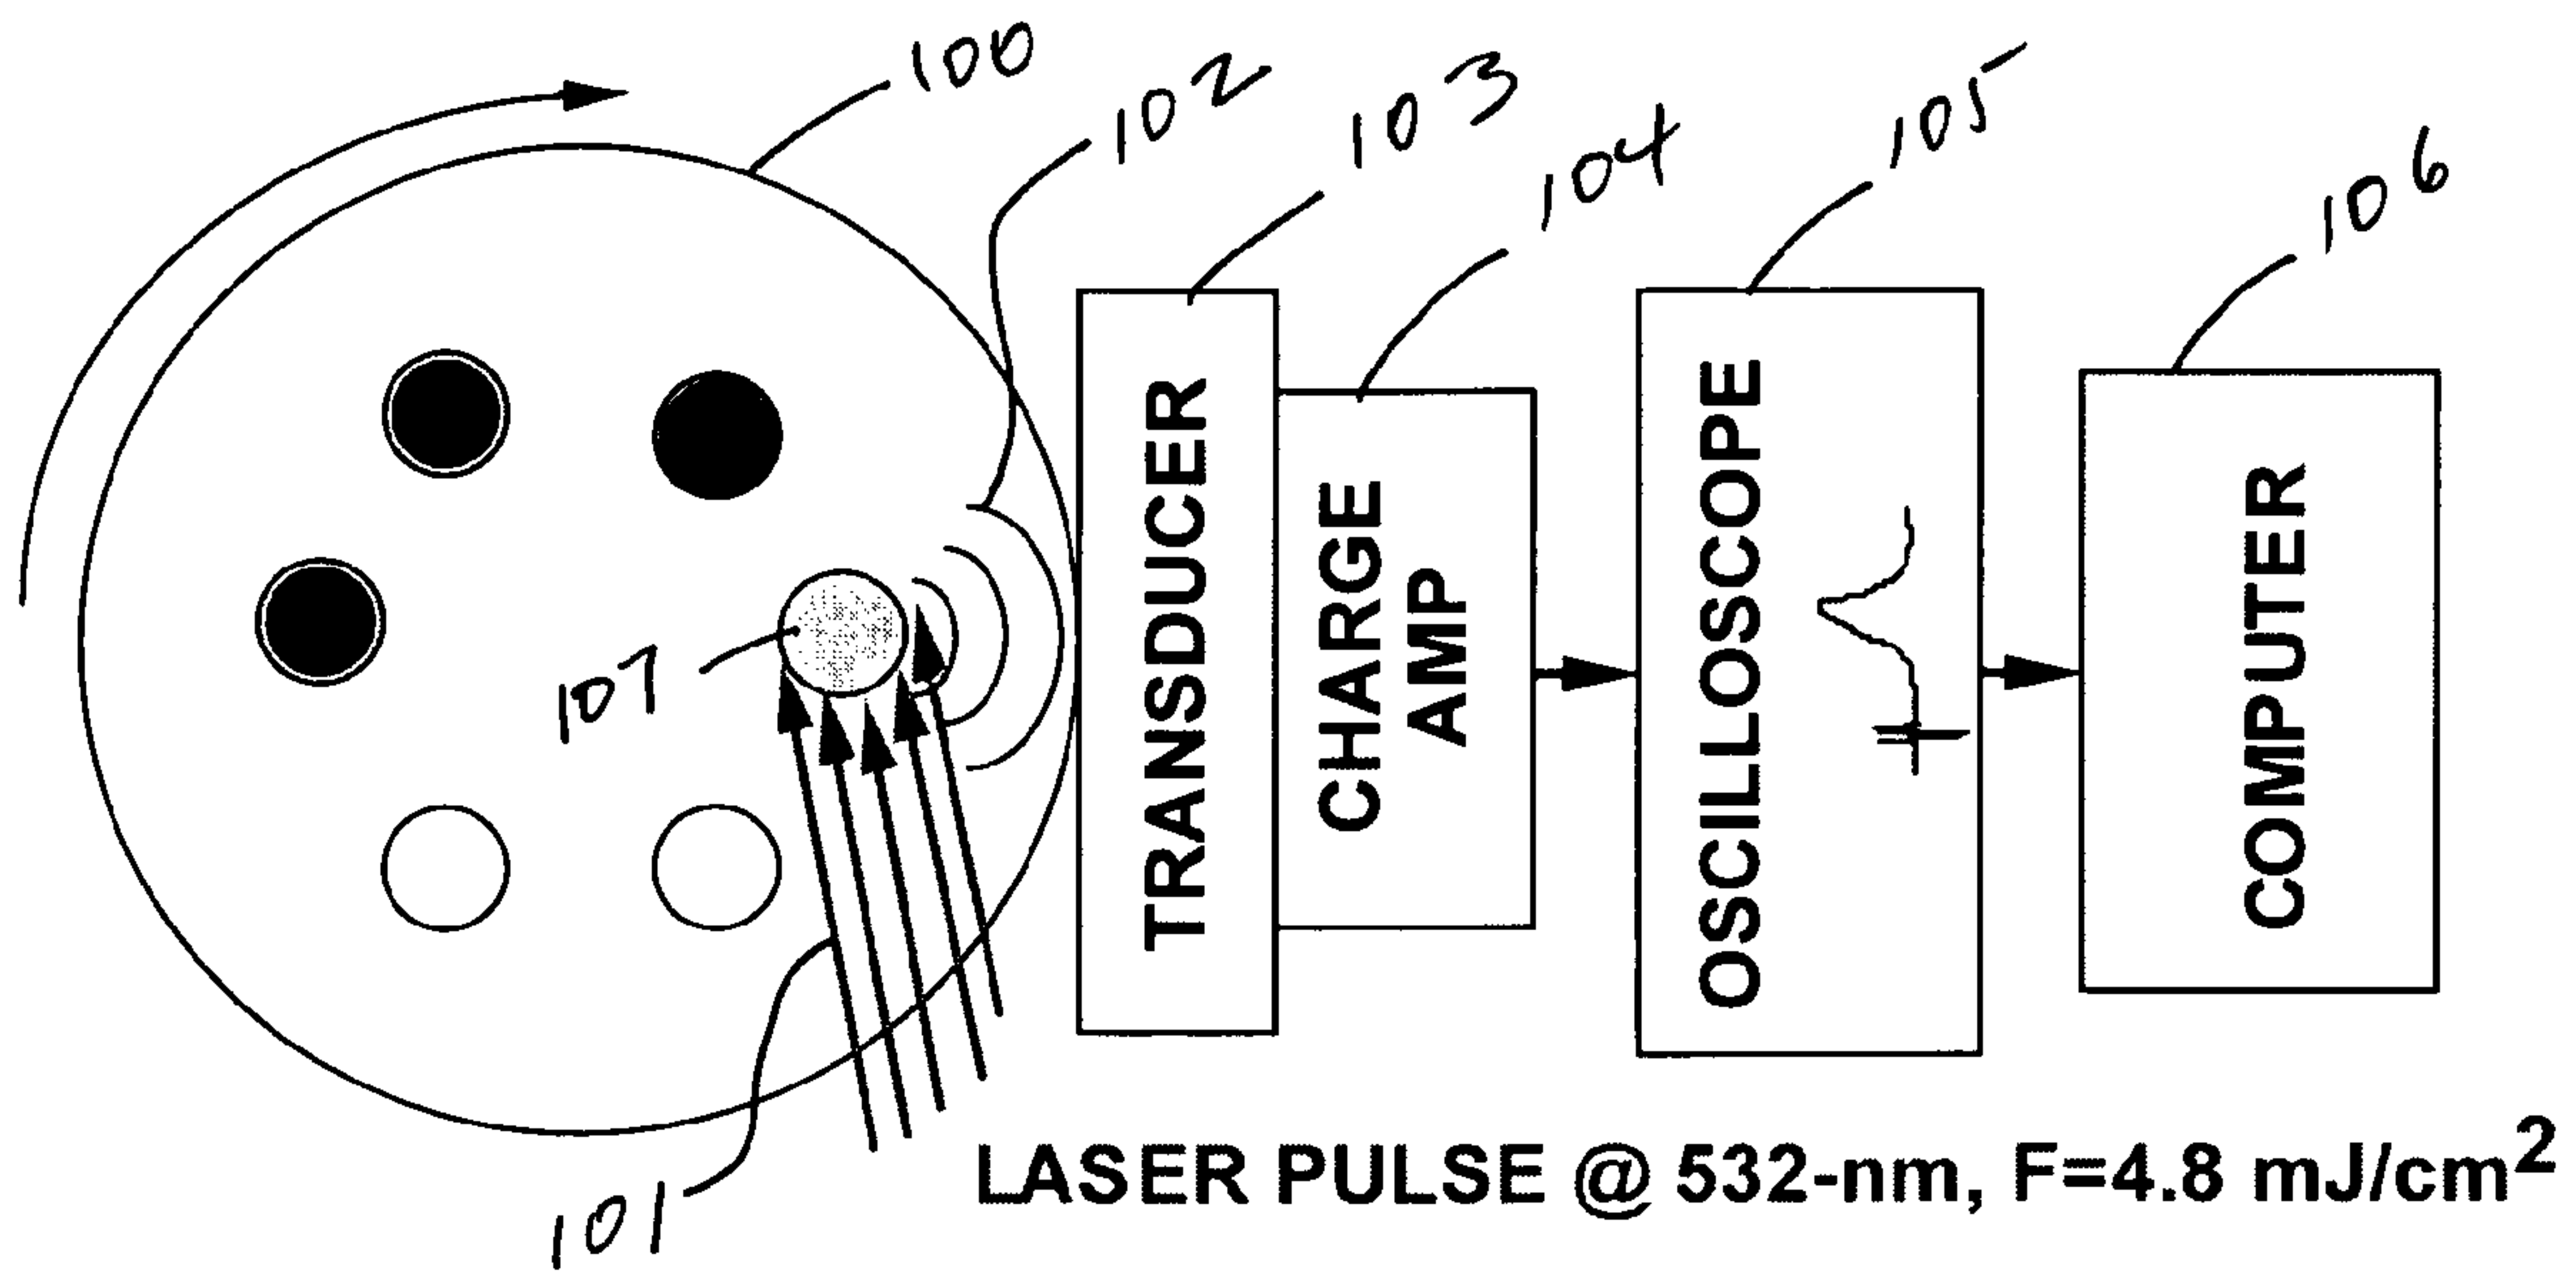 100
102
103
104
105
106
TRANSDUCER
CHARGE
AMP
OSCILLOSCOPE
COMPUTER
107
101
LASER PULSE @ 532-nm, F=4.8 mJ/cm²